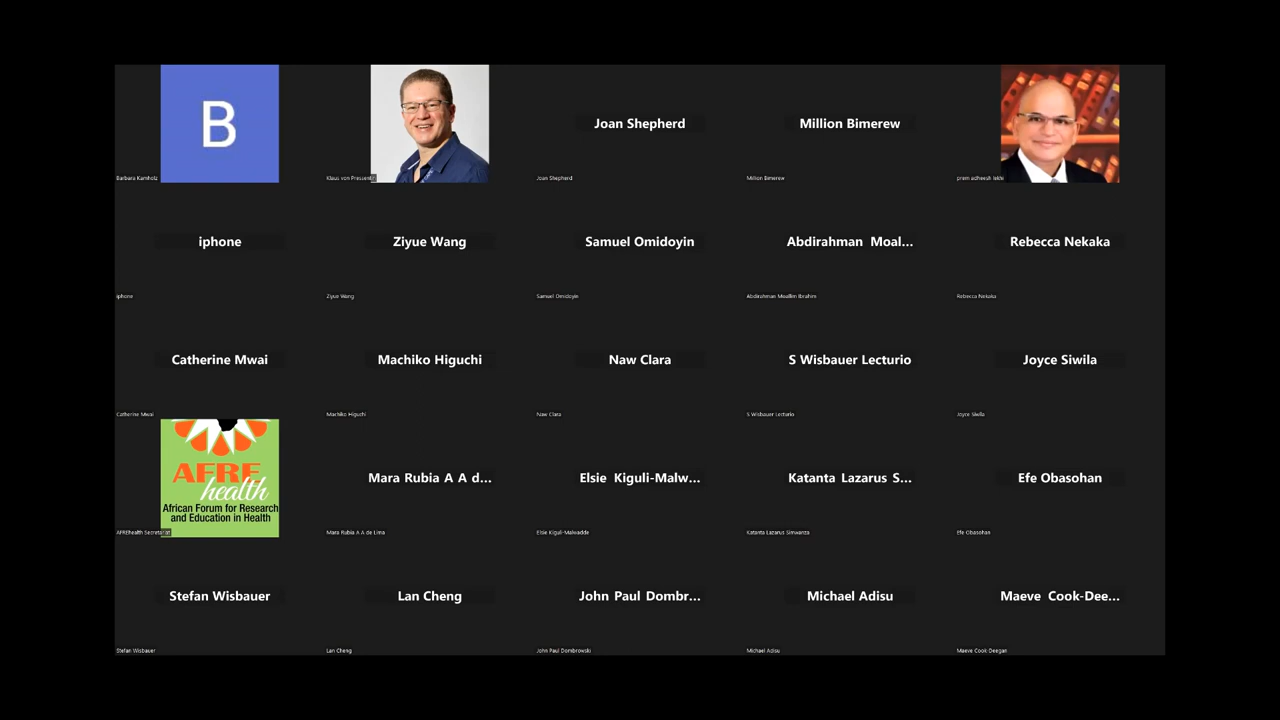 B
Joan Shepherd
Million Bimerew
Barbara Kamholz
Klaus von Pressentin
Joan Shepherd
Million Bimerew
prem adheesh lekhi
iphone
Ziyue Wang
Samuel Omidoyin
Abdirahman Moal...
Rebecca Nekaka
iphone
Ziyue Wang
Samuel Omidoyin
Abdirahman Moallim Ibrahim
Rebecca Nekaka
Catherine Mwai
Machiko Higuchi
Naw Clara
S Wisbauer Lecturio
Joyce Siwila
Catherine Mwai
Machiko Higuchi
Naw Clara
S Wisbauer Lecturio
Joyce Siwila
AFRE
health
African Forum for Research
and Education in Health
Mara Rubia A A d...
Elsie Kiguli-Malw...
Katanta Lazarus S...
Efe Obasohan
AFREhealth Secretariat
Mara Rubia A A de Lima
Elsie Kiguli-Malwadde
Katanta Lazarus Simwanza
Efe Obasohan
Stefan Wisbauer
Lan Cheng
John Paul Dombr...
Michael Adisu
Maeve Cook-Dee...
Stefan Wisbauer
Lan Cheng
John Paul Dombrowski
Michael Adisu
Maeve Cook-Deegan